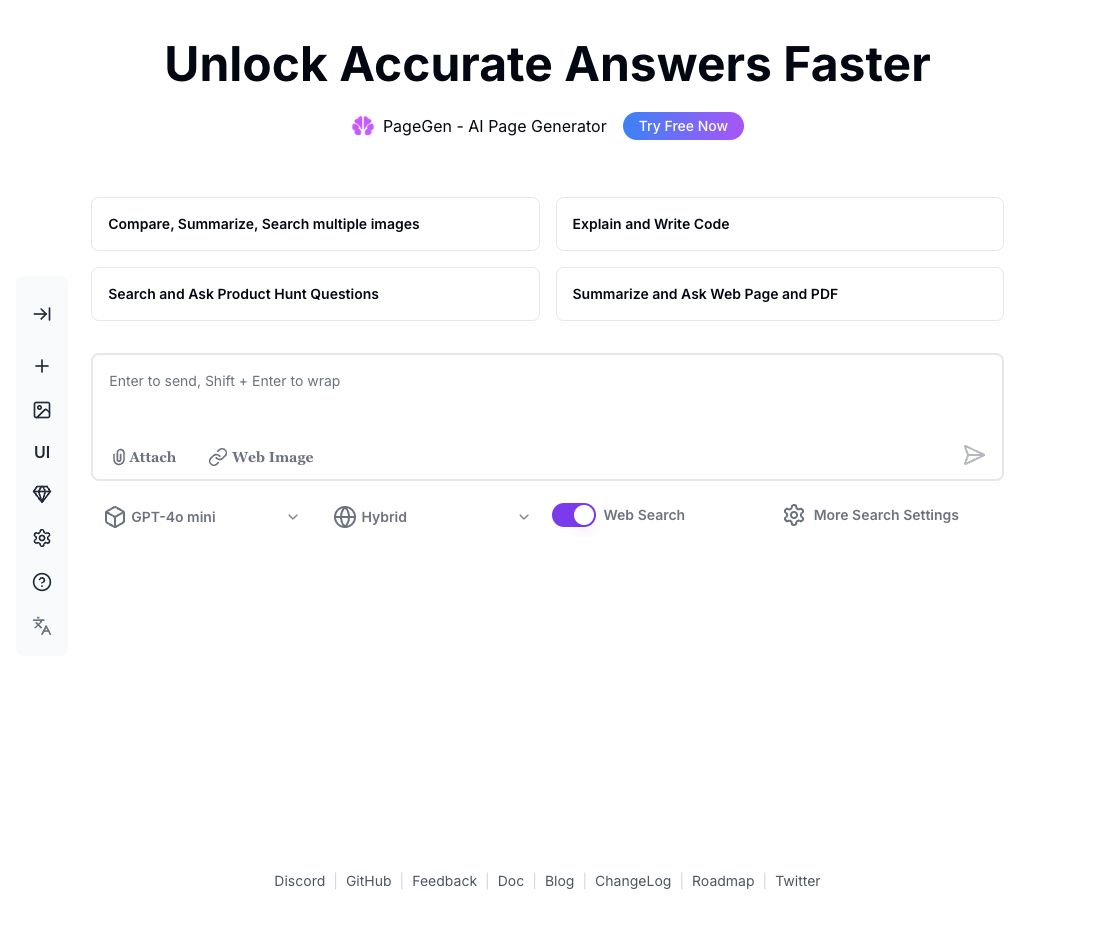 Unlock Accurate Answers Faster
PageGen - AI Page Generator Try Free Now
Compare, Summarize, Search multiple images
Explain and Write Code
Search and Ask Product Hunt Questions
Summarize and Ask Web Page and PDF
Enter to send, Shift + Enter to wrap
UI
Attach Web Image
GPT-4o mini Hybrid Web Search More Search Settings
Discord GitHub Feedback Doc Blog ChangeLog Roadmap Twitter